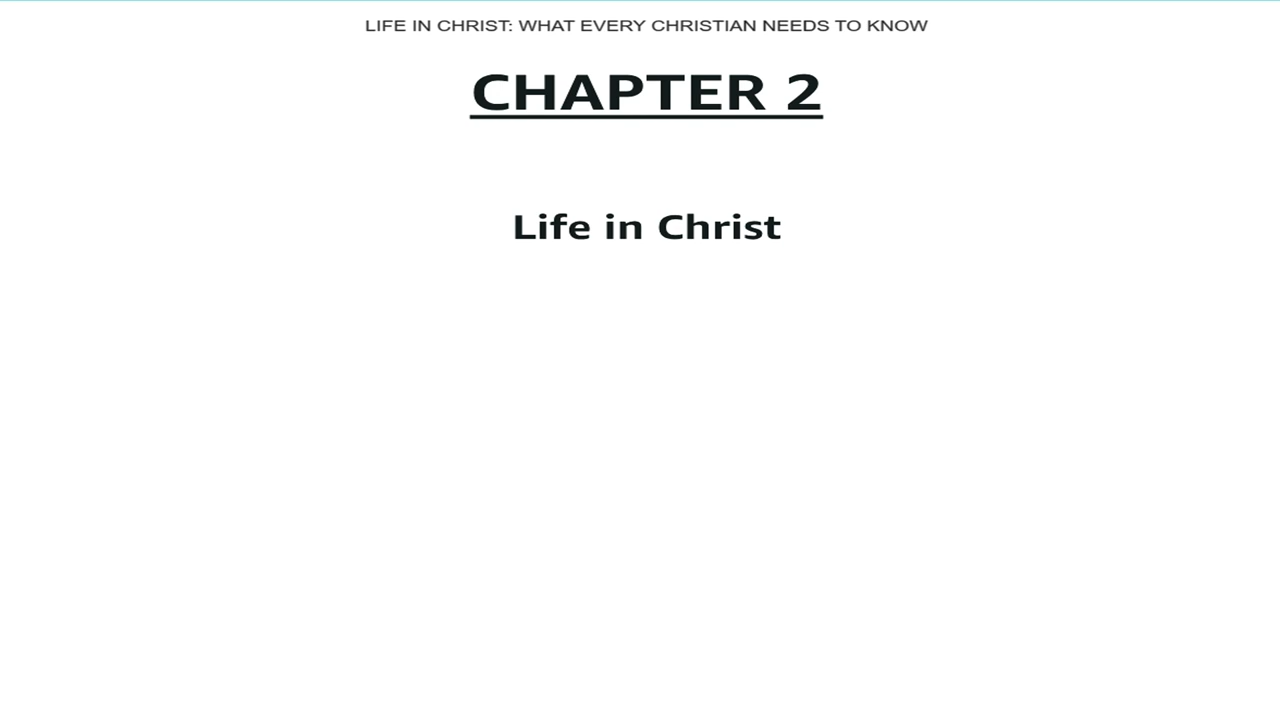 LIFE IN CHRIST: WHAT EVERY CHRISTIAN NEEDS TO KNOW
CHAPTER 2
Life in Christ